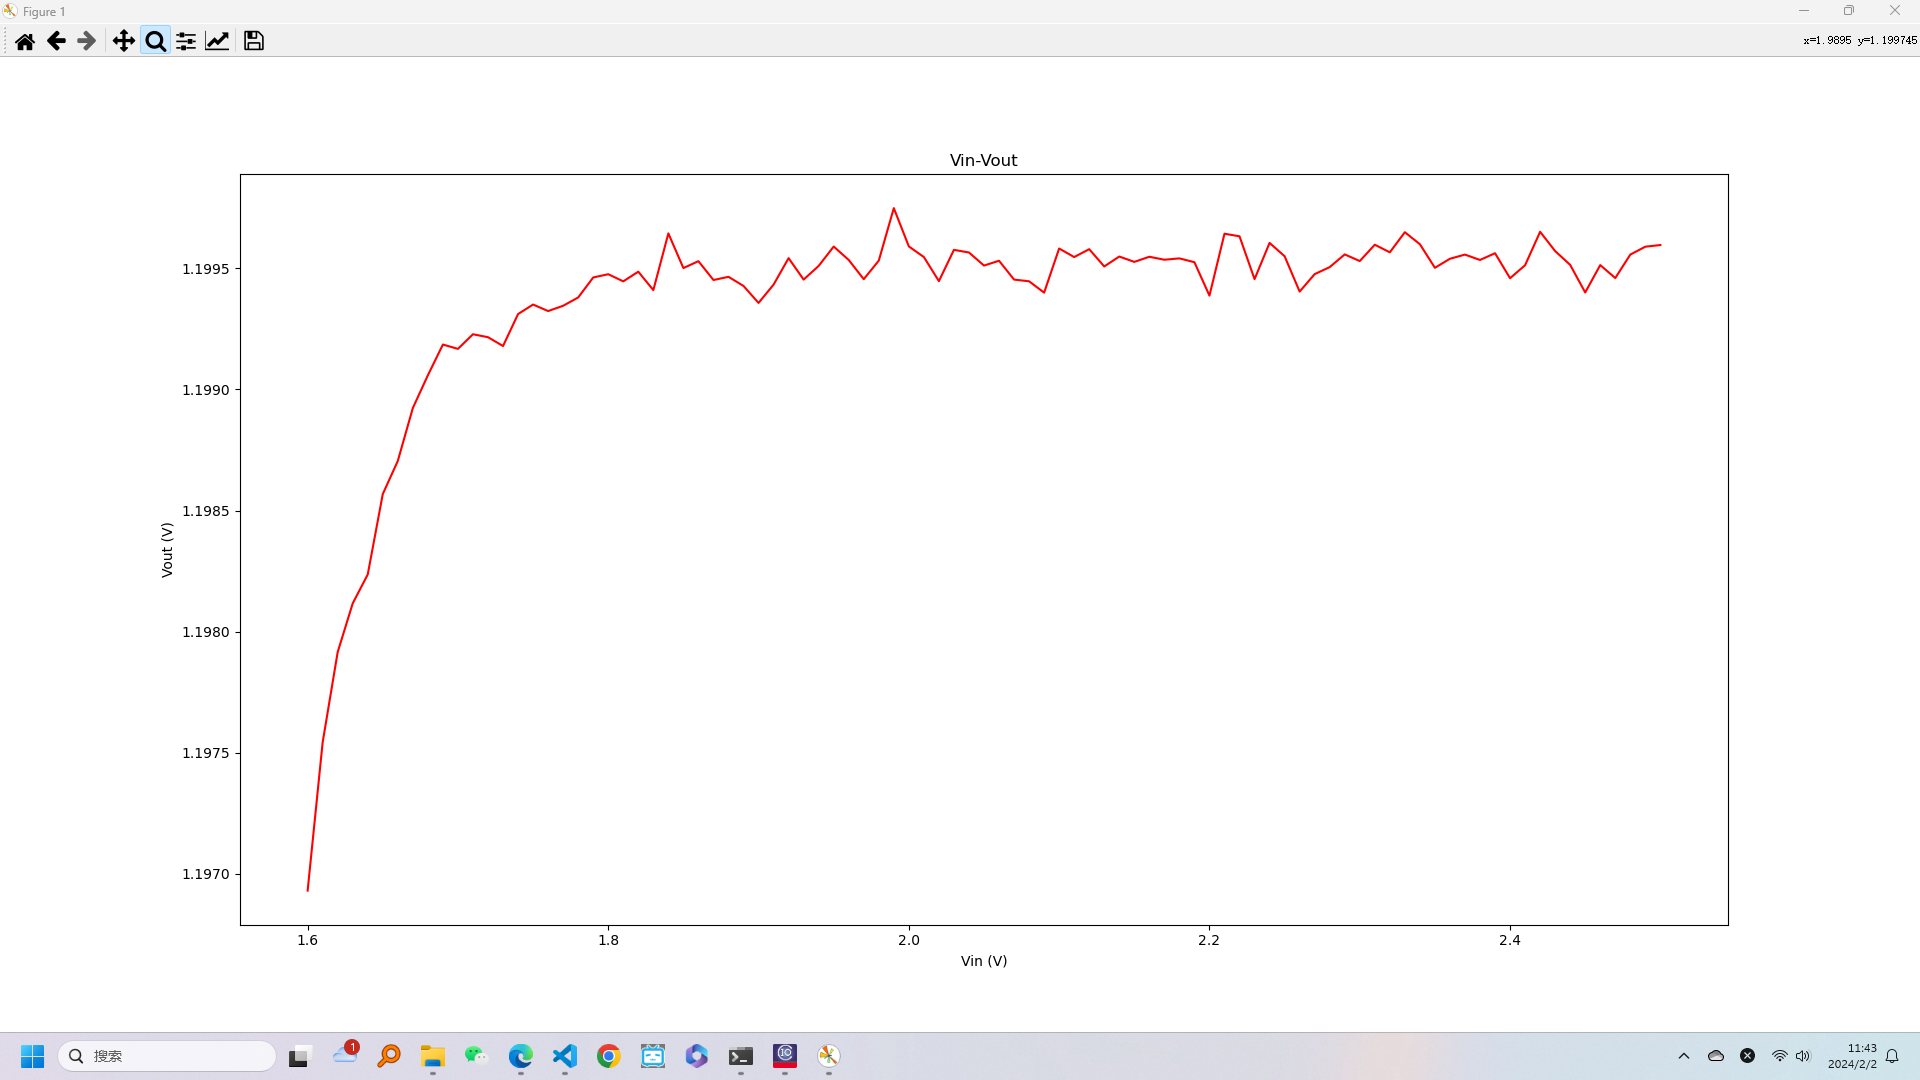 Figure 1
x=1.9895 y=1.199745
Vin-Vout
1.1995
1.1990
1.1985
1.1980
1.1975
1.1970
Vout (V)
1.6 1.8 2.0 2.2 2.4
Vin (V)
搜索
1
IC
11:43
2024/2/2